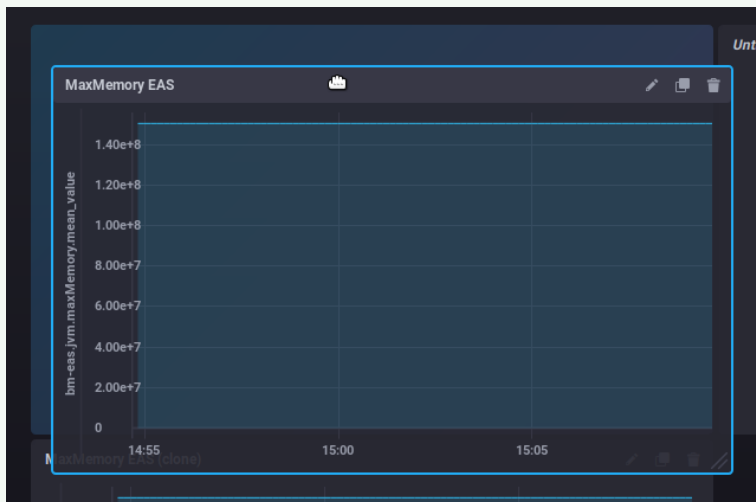 Unt
MaxMemory EAS
bm-eas.jvm.maxMemory.mean_value
1.40e+8
1.20e+8
1.00e+8
8.00e+7
6.00e+7
4.00e+7
2.00e+7
0
14:55
15:00
15:05
MaxMemory EAS (clone)